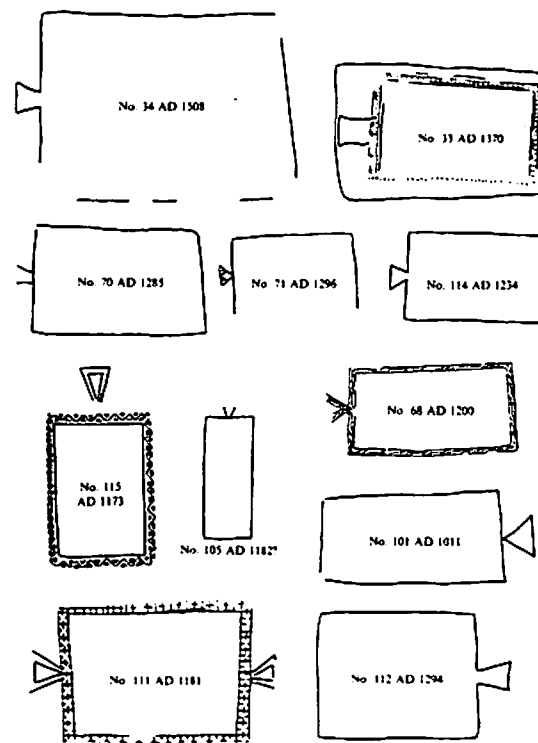 No. 34 AD 1508
No. 33 AD 1370
No. 70 AD 1285
No. 71 AD 1296
No. 114 AD 1234
No. 68 AD 1200
No. 115
AD 1173
No. 105 AD 1182*
No. 101 AD 1011
No. 111 AD 1181
No. 112 AD 1294